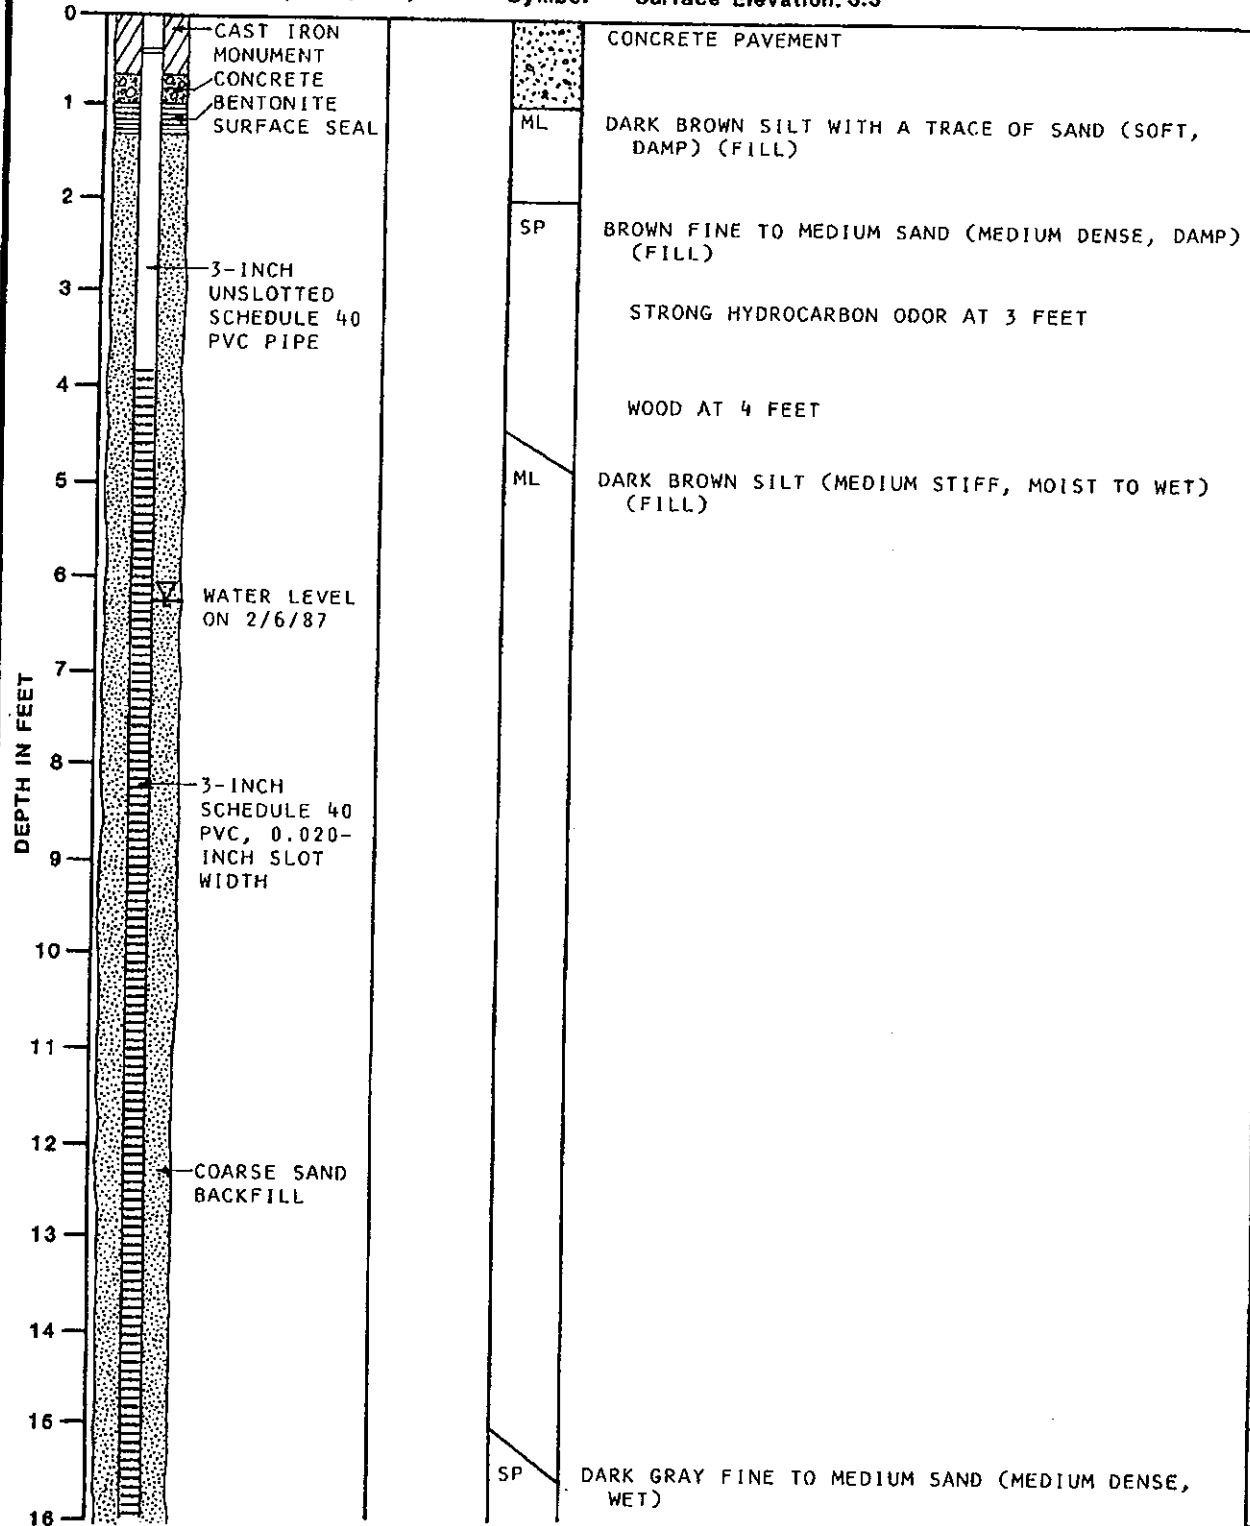 Surface Elevation:
0
CAST IRON
MONUMENT
CONCRETE
BENTONITE
SURFACE SEAL
CONCRETE PAVEMENT
1
ML
DARK BROWN SILT WITH A TRACE OF SAND (SOFT,
DAMP) (FILL)
2
SP
BROWN FINE TO MEDIUM SAND (MEDIUM DENSE, DAMP)
(FILL)
3-INCH
UNSLOTTED
SCHEDULE 40
PVC PIPE
3
STRONG HYDROCARBON ODOR AT 3 FEET
4
WOOD AT 4 FEET
5
ML
DARK BROWN SILT (MEDIUM STIFF, MOIST TO WET)
(FILL)
6
WATER LEVEL
ON 2/6/87
7
DEPTH IN FEET
8
3-INCH
SCHEDULE 40
PVC, 0.020-
INCH SLOT
WIDTH
9
10
11
12
COARSE SAND
BACKFILL
13
14
15
SP
DARK GRAY FINE TO MEDIUM SAND (MEDIUM DENSE,
WET)
16